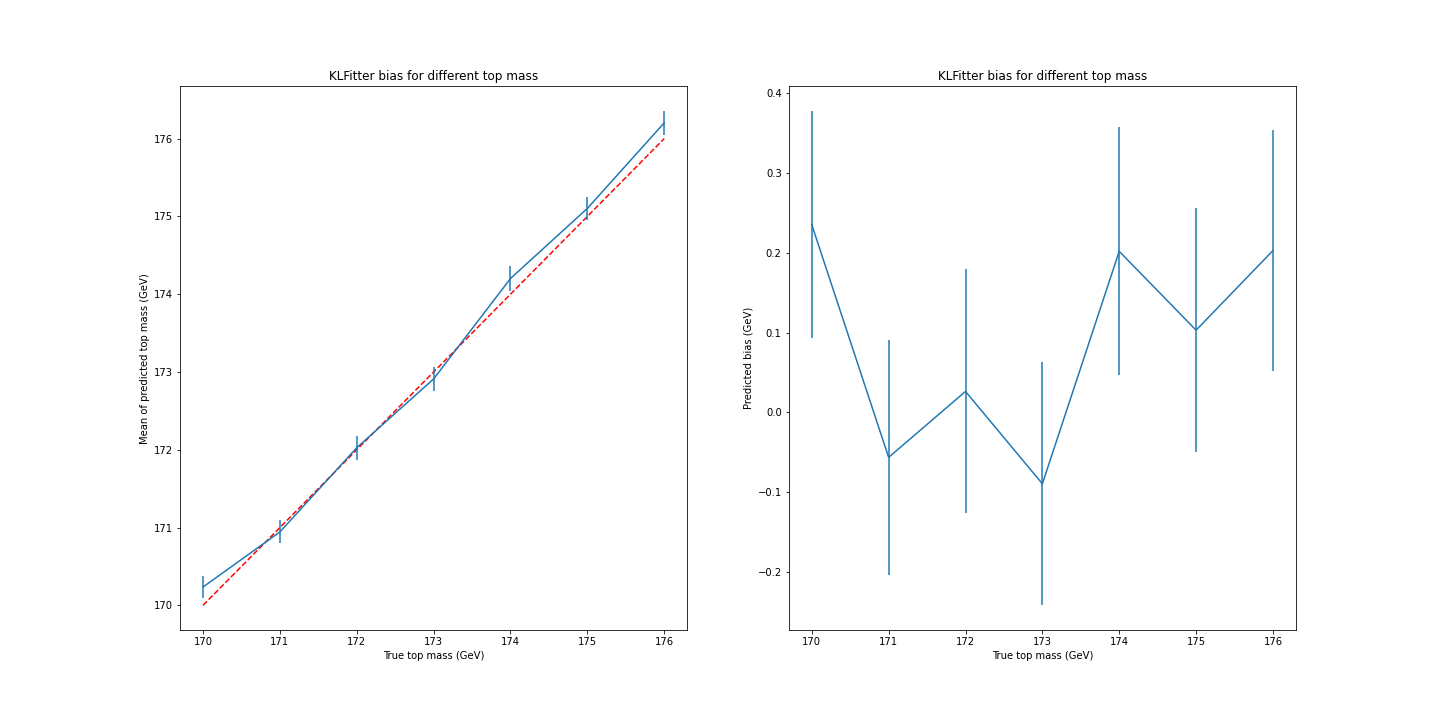 KLFitter bias for different top mass
Mean of predicted top mass (GeV)
176
175
174
173
172
171
170
170 171 172 173 174 175 176
True top mass (GeV)
KLFitter bias for different top mass
Predicted bias (GeV)
0.4
0.3
0.2
0.1
0.0
−0.1
−0.2
170 171 172 173 174 175 176
True top mass (GeV)